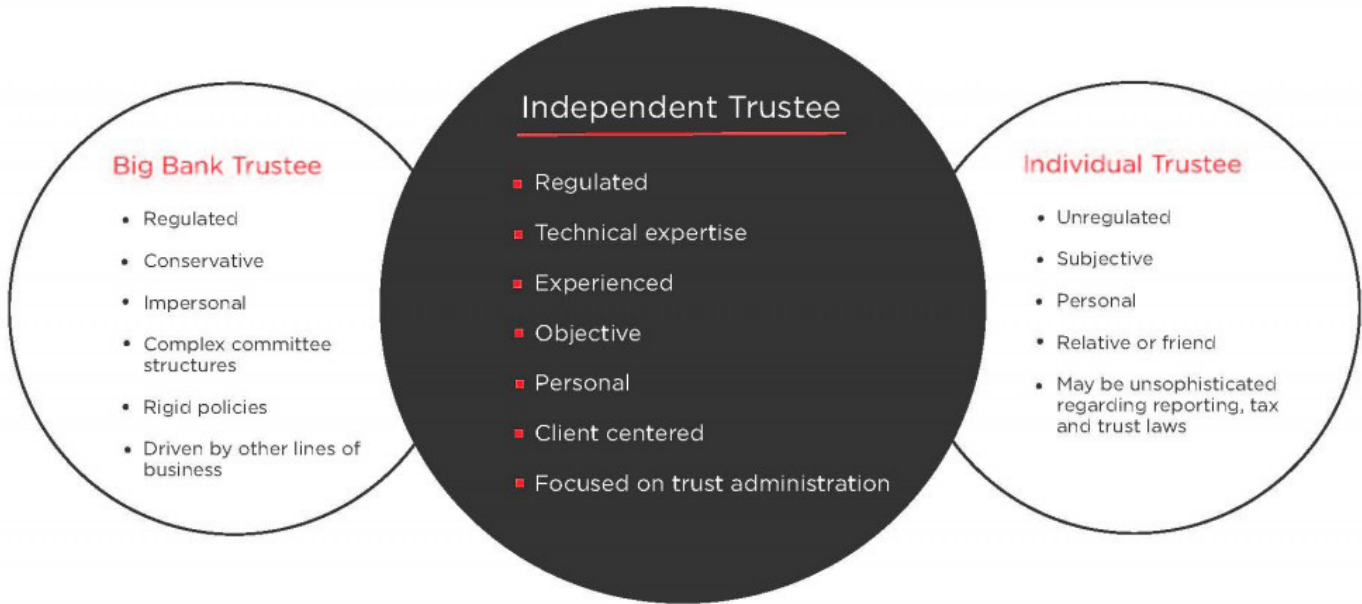 Big Bank Trustee
• Regulated
• Conservative
• Impersonal
• Complex committee
structures
• Rigid policies
• Driven by other lines of
business
Independent Trustee
▪ Regulated
▪ Technical expertise
▪ Experienced
▪ Objective
▪ Personal
▪ Client centered
▪ Focused on trust administration
Individual Trustee
• Unregulated
• Subjective
• Personal
• Relative or friend
• May be unsophisticated
regarding reporting, tax
and trust laws